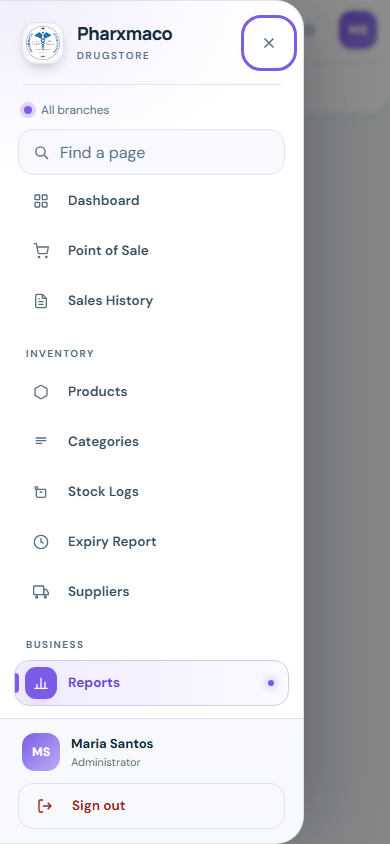 Pharxmaco
DRUGSTORE
All branches
Find a page
Dashboard
Point of Sale
Sales History
INVENTORY
Products
Categories
Stock Logs
Expiry Report
Suppliers
BUSINESS
Reports
MS
Maria Santos
Administrator
Sign out
MS